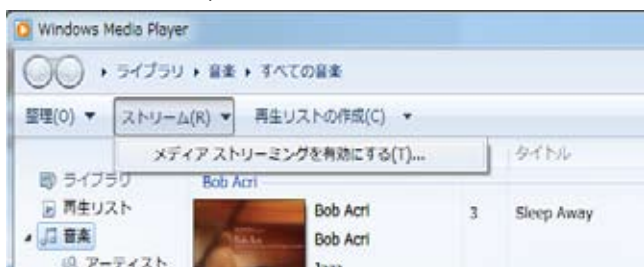 Windows Media Player
ライブラリ ▸ 音楽 ▸ すべての音楽
整理(O) ▼ ストリーム(R) ▼ 再生リストの作成(C) ▼
メディア ストリーミングを有効にする(T)...
タイトル
ライブラリ
Bob Acri
再生リスト
Bob Acri
3 Sleep Away
音楽
Bob Acri
アーティスト
Jazz